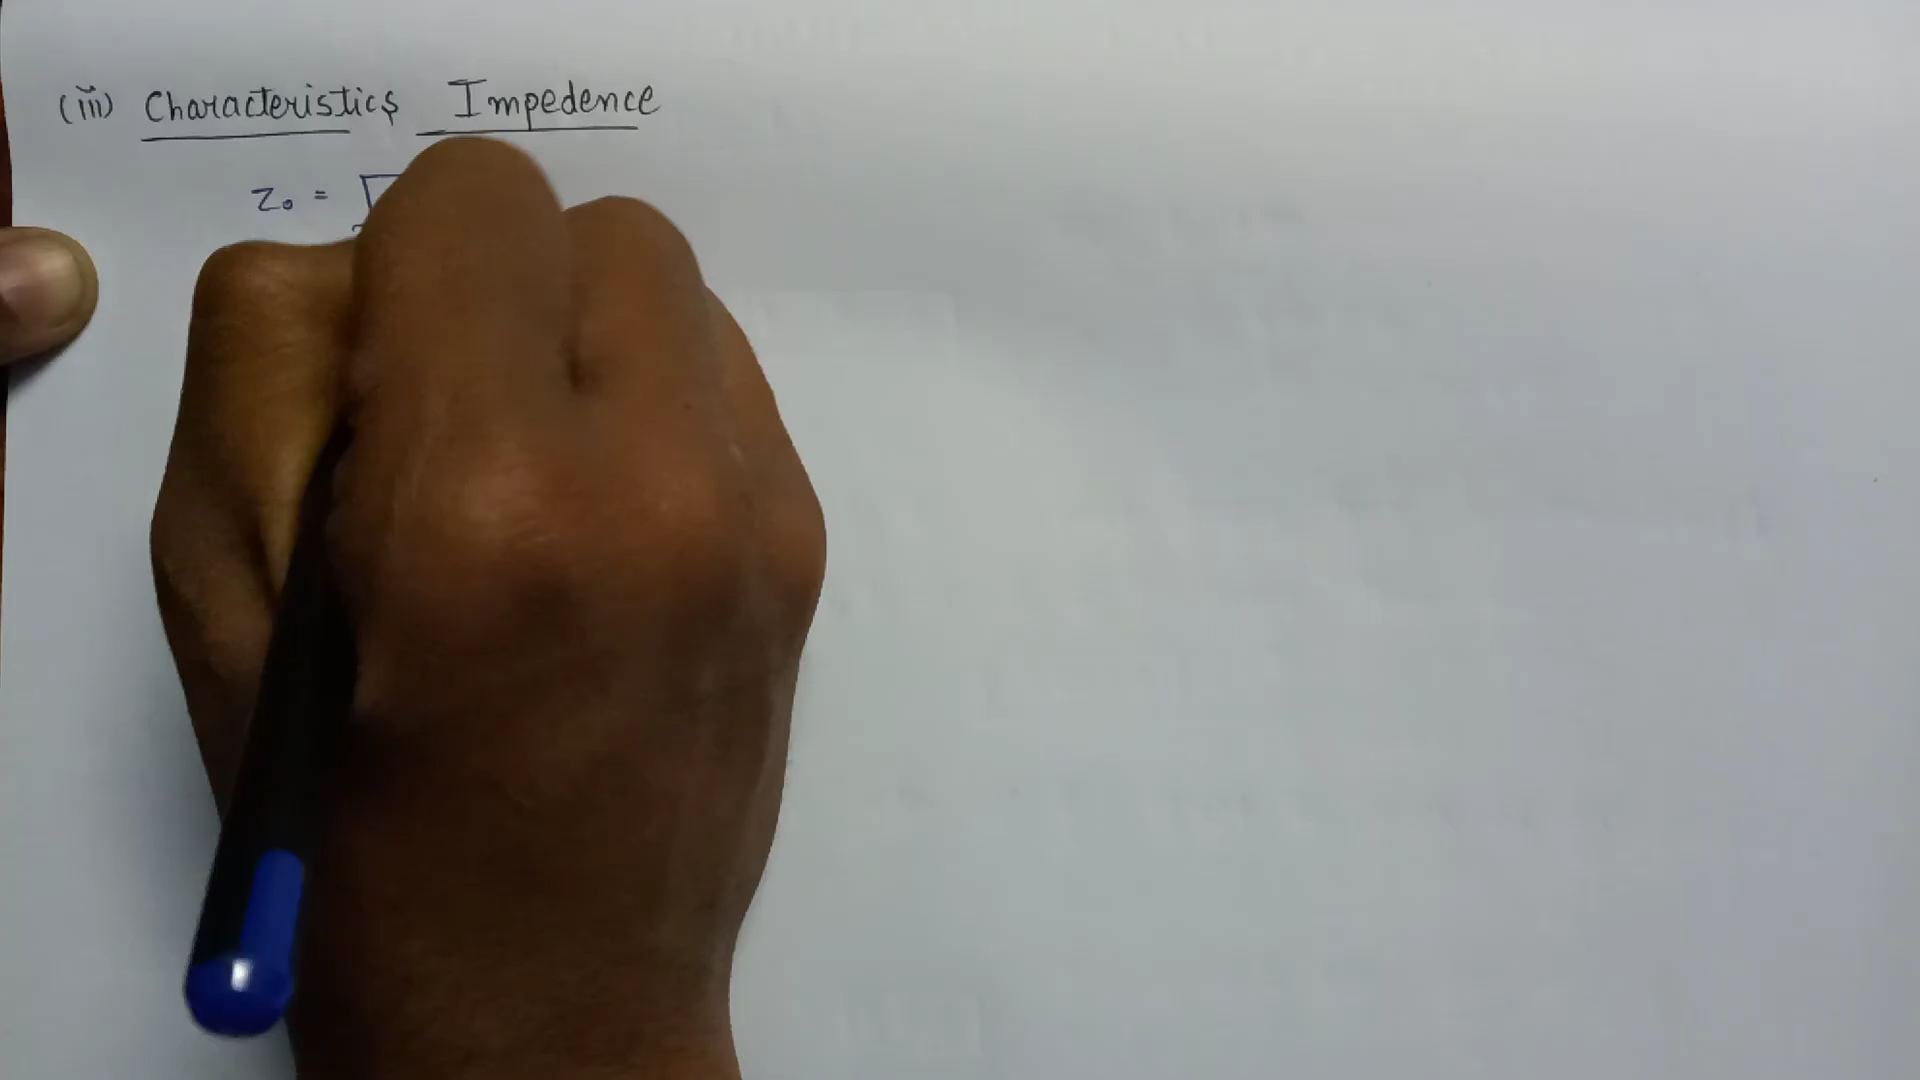 (iii) Characteristics Impedence
Z₀ = √